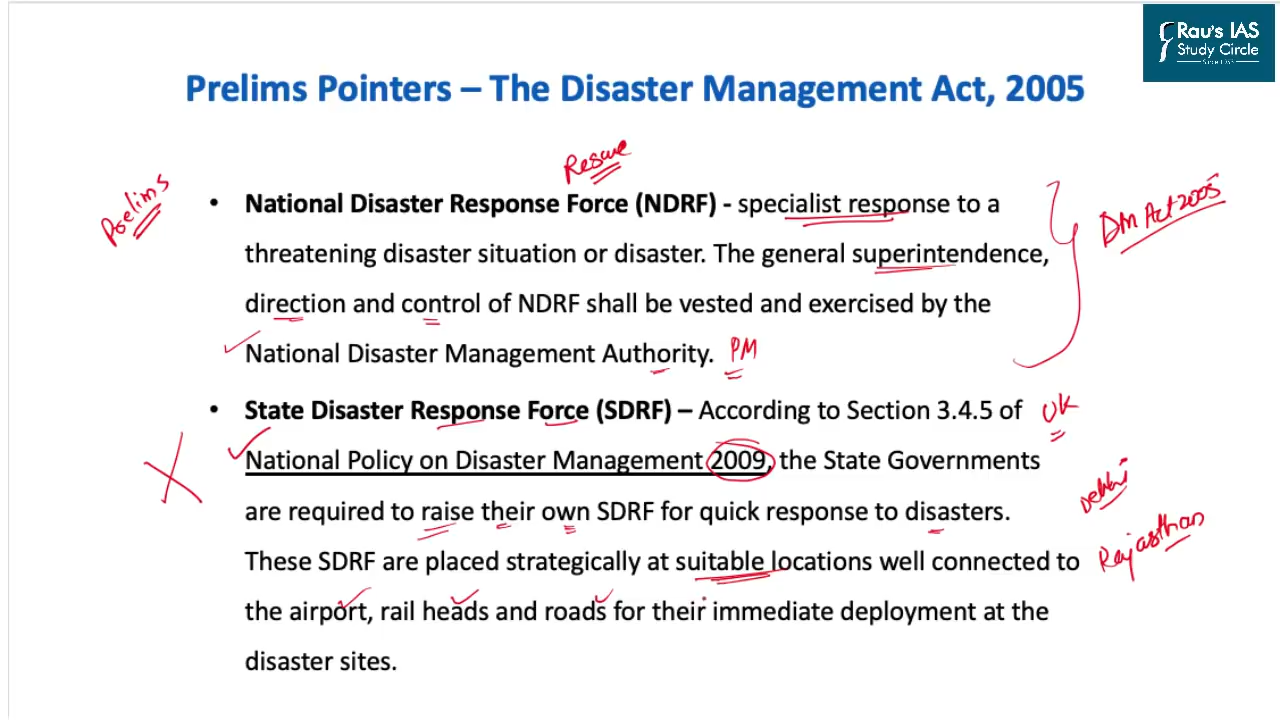 Rau's IAS
Study Circle
Since 1953
Prelims Pointers – The Disaster Management Act, 2005
Rescue
Prelims
• National Disaster Response Force (NDRF) - specialist response to a
threatening disaster situation or disaster. The general superintendence,
direction and control of NDRF shall be vested and exercised by the
National Disaster Management Authority. PM
DM Act 2005
• State Disaster Response Force (SDRF) – According to Section 3.4.5 of UK
National Policy on Disaster Management 2009, the State Governments
are required to raise their own SDRF for quick response to disasters.
Delhi
These SDRF are placed strategically at suitable locations well connected to
Rajasthan
the airport, rail heads and roads for their immediate deployment at the
disaster sites.